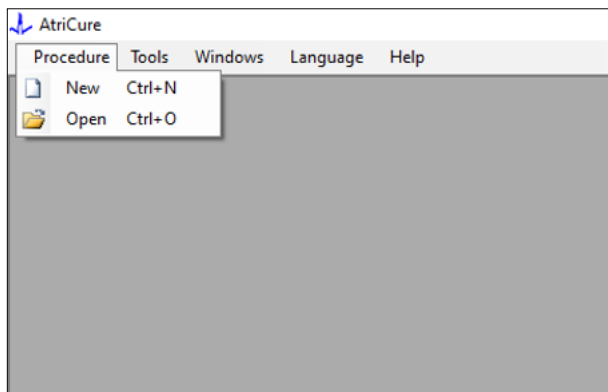 AtriCure
Procedure Tools Windows Language Help
New Ctrl+N
Open Ctrl+O